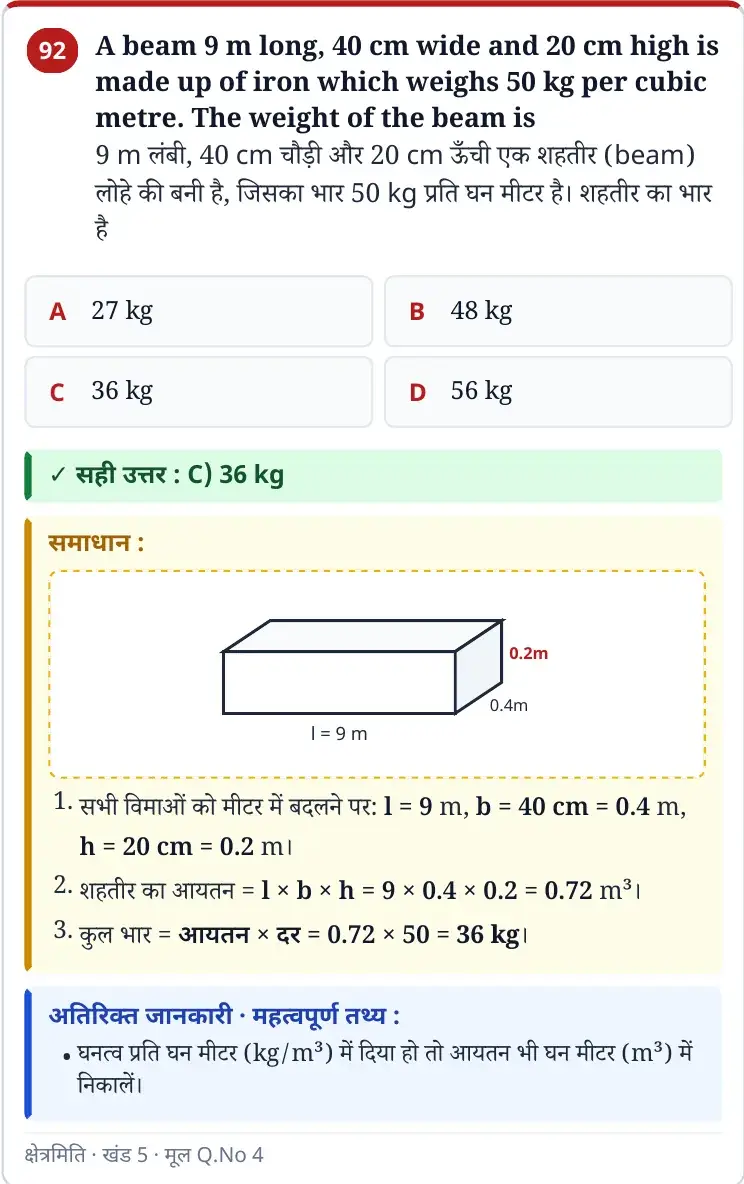 92
A beam 9 m long, 40 cm wide and 20 cm high is
made up of iron which weighs 50 kg per cubic
metre. The weight of the beam is
9 m लंबी, 40 cm चौड़ी और 20 cm ऊँची एक शहतीर (beam)
लोहे की बनी है, जिसका भार 50 kg प्रति घन मीटर है। शहतीर का भार
है
A 27 kg
B 48 kg
C 36 kg
D 56 kg
✓ सही उत्तर : C) 36 kg
समाधान :
0.2m
0.4m
l = 9 m
1. सभी विमाओं को मीटर में बदलने पर: l = 9 m, b = 40 cm = 0.4 m,
h = 20 cm = 0.2 m।
2. शहतीर का आयतन = l × b × h = 9 × 0.4 × 0.2 = 0.72 m³।
3. कुल भार = आयतन × दर = 0.72 × 50 = 36 kg।
अतिरिक्त जानकारी · महत्वपूर्ण तथ्य :
• घनत्व प्रति घन मीटर (kg/m³) में दिया हो तो आयतन भी घन मीटर (m³) में
निकालें।
क्षेत्रमिति · खंड 5 · मूल Q.No 4